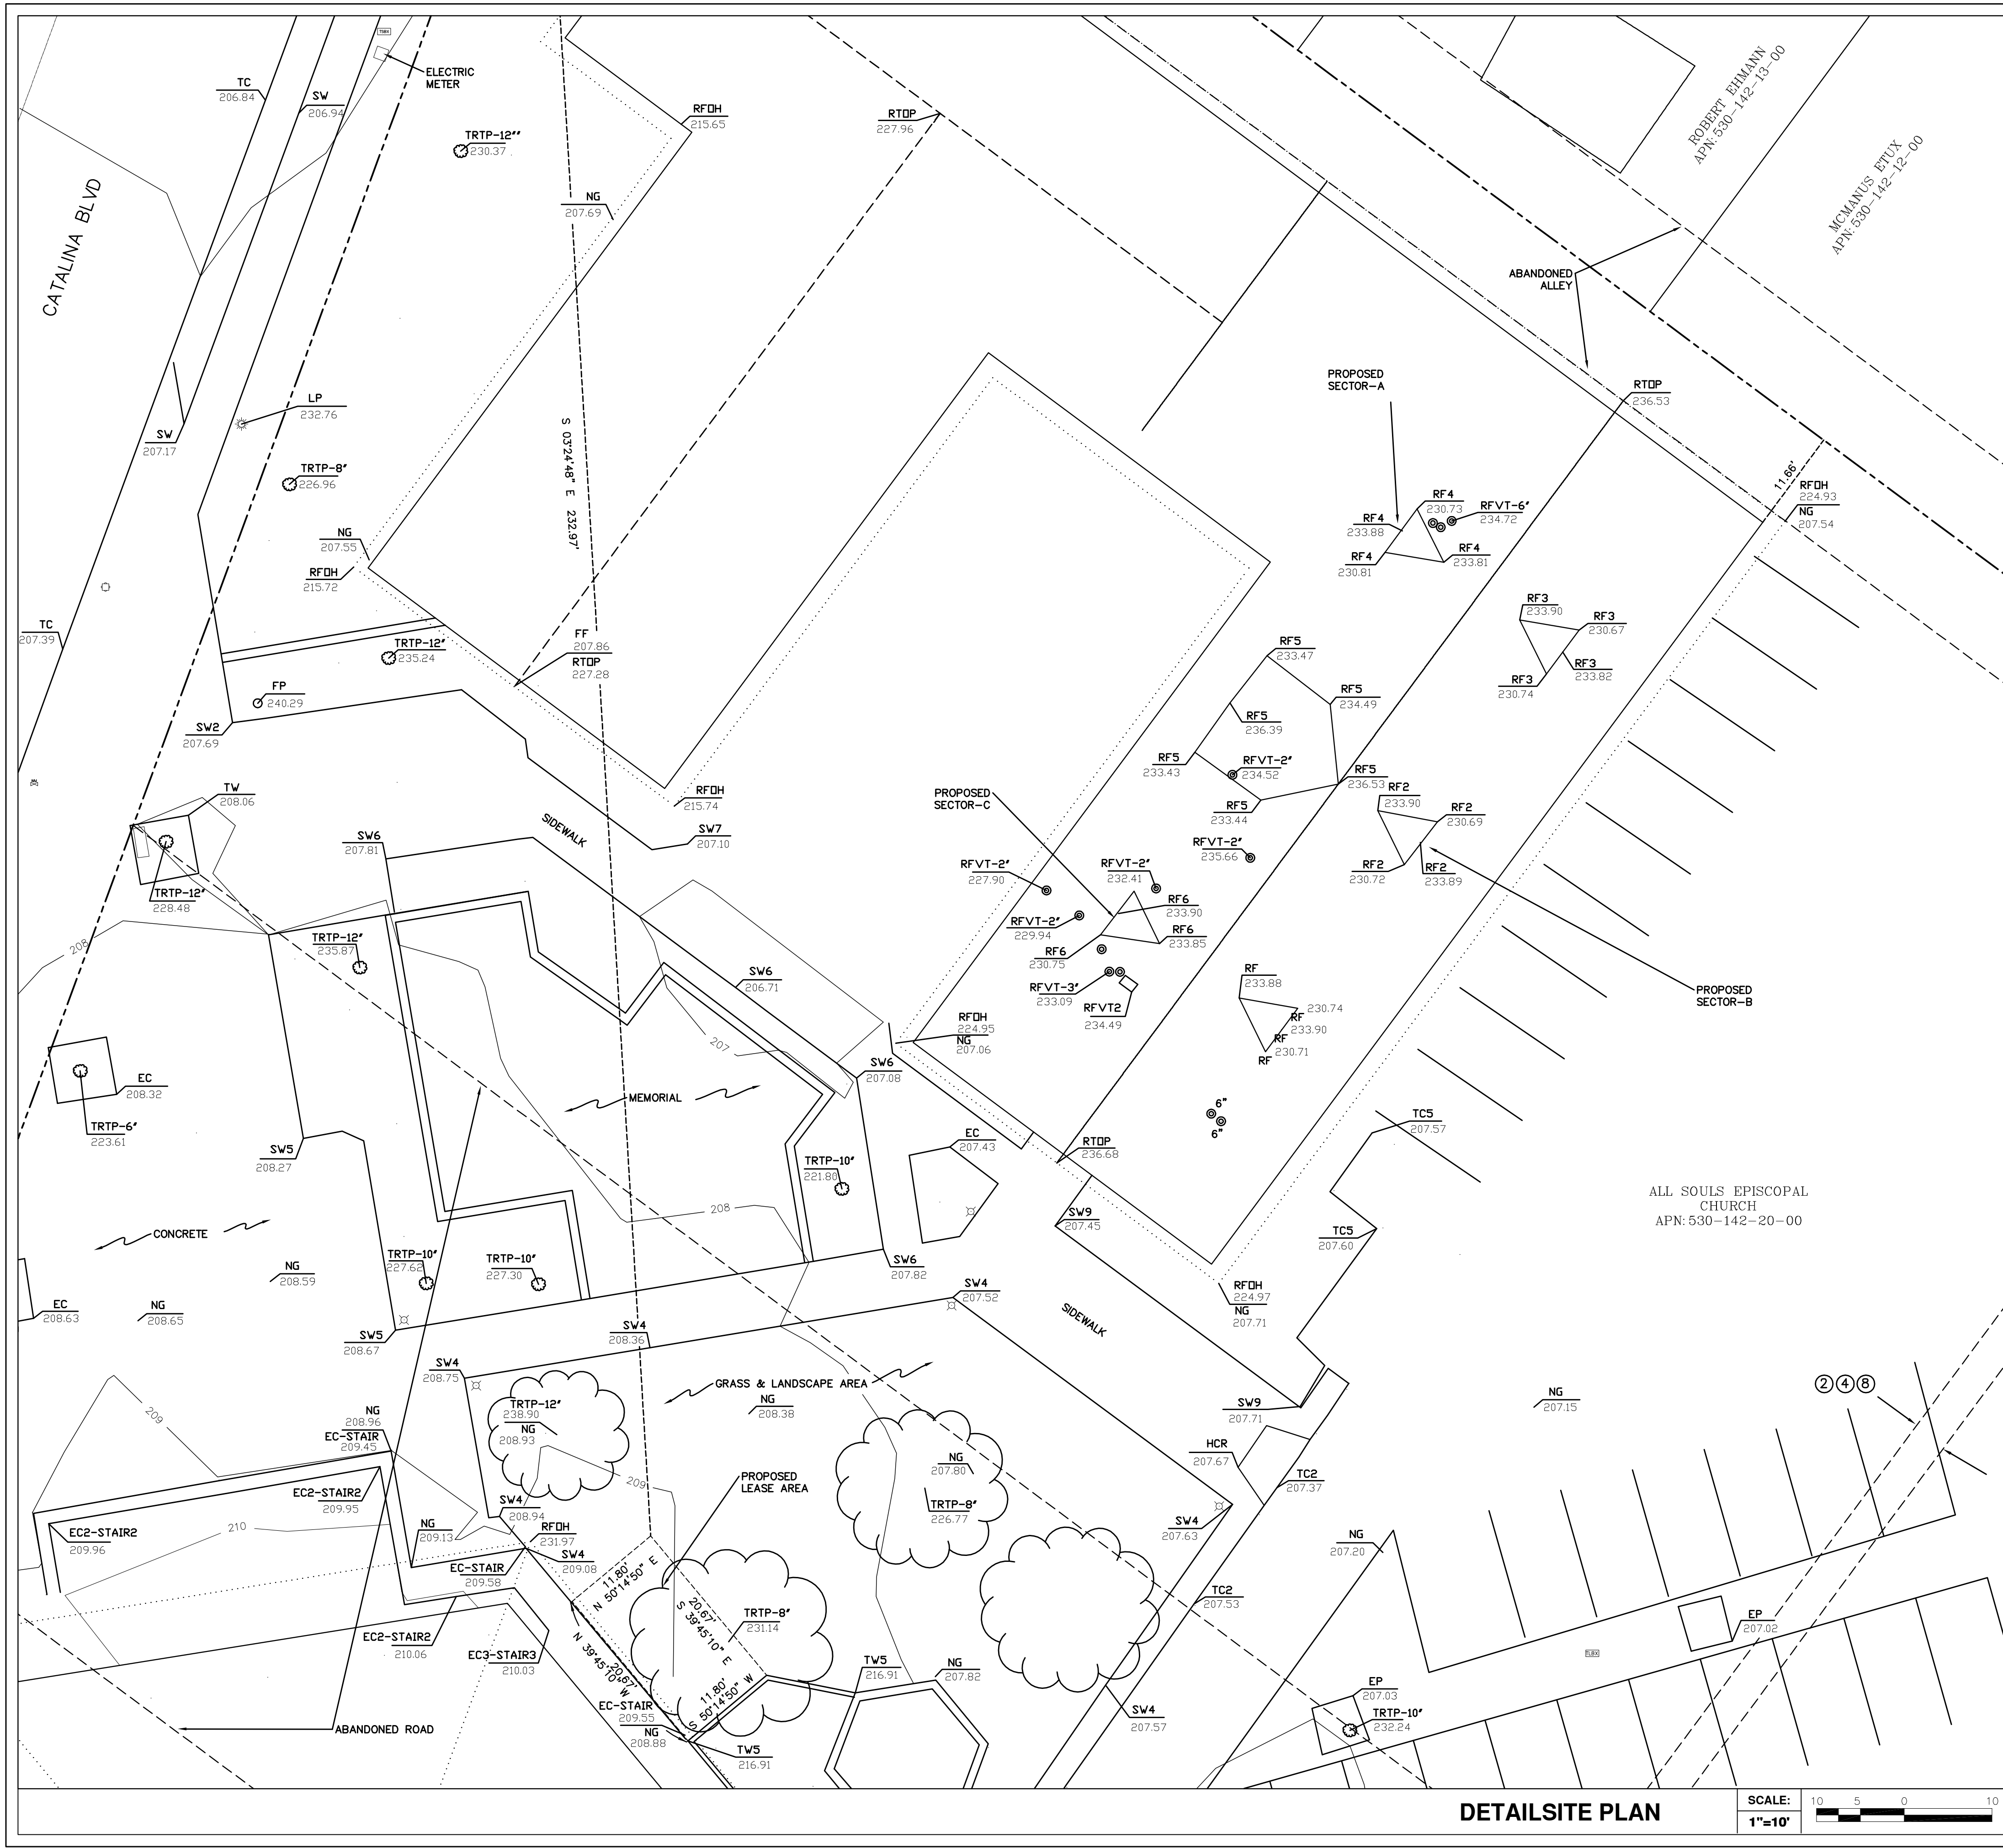 TMBX
ELECTRIC
METER
TC
206.84
SW
206.94
TRTP-12""
230.37
RFOH
215.65
RTOP
227.96
NG
207.69
CATALINA BLVD
ROBERT EHMANN
APN: 530-142-13-00
MCMANUS ETUX
APN: 530-142-12-00
ABANDONED
ALLEY
LP
232.76
SW
207.17
TRTP-8"
226.96
S 03°24'48" E 232.97'
PROPOSED
SECTOR-A
RTOP
236.53
11.66'
RFOH
224.93
NG
207.54
RF4
230.73
RFVT-6"
234.72
RF4
233.88
RF4
230.81
RF4
233.81
NG
207.55
RFOH
215.72
TC
207.39
TRTP-12"
235.24
FF
207.86
RTOP
227.28
RF3
233.90
RF3
230.67
RF3
233.82
RF3
230.74
RF5
233.47
RF5
234.49
RF5
236.39
RF5
233.43
RFVT-2"
234.52
RF5
236.53
RF5
233.44
FP
240.29
SW2
207.69
TW
208.06
RFOH
215.74
SW7
207.10
SIDEWALK
SW6
207.81
PROPOSED
SECTOR-C
RF2
233.90
RF2
230.69
RF2
230.72
RF2
233.89
RFVT-2"
235.66
RFVT-2"
227.90
RFVT-2"
232.41
RFVT-2"
229.94
RF6
233.90
RF6
233.85
RF6
230.75
TRTP-12"
228.48
208
TRTP-12"
235.87
SW6
206.71
RFVT-3"
233.09
RFVT2
234.49
RF
233.88
230.74
RF
233.90
RF
230.71
RF
PROPOSED
SECTOR-B
RFOH
224.95
NG
207.06
207
SW6
207.08
EC
208.32
MEMORIAL
TRTP-6"
223.61
SW5
208.27
6"
6"
TC5
207.57
EC
207.43
RTOP
236.68
TRTP-10"
221.80
ALL SOULS EPISCOPAL
CHURCH
APN: 530-142-20-00
SW9
207.45
TC5
207.60
208
CONCRETE
NG
208.59
TRTP-10"
227.62
TRTP-10"
227.30
SW6
207.82
SW4
207.52
RFOH
224.97
NG
207.71
EC
208.63
NG
208.65
SW5
208.67
SW4
208.36
SIDEWALK
SW4
208.75
GRASS & LANDSCAPE AREA
NG
208.38
SW9
207.71
NG
207.15
2 4 8
209
NG
208.96
EC-STAIR
209.45
TRTP-12"
238.90
NG
208.93
HCR
207.67
TC2
207.37
NG
207.80
209
PROPOSED
LEASE AREA
EC2-STAIR2
209.95
TRTP-8"
226.77
SW4
208.94
SW4
207.63
210
NG
209.13
RFOH
231.97
SW4
209.08
EC2-STAIR2
209.96
NG
207.20
EC-STAIR
209.58
11.80'
N 50°14'50" E
20.67'
S 39°45'10" E
TRTP-8"
231.14
TC2
207.53
EP
207.02
EC2-STAIR2
210.06
EC3-STAIR3
210.03
20.67'
N 39°45'10" W
TLBX
TW5
216.91
NG
207.82
EP
207.03
11.80'
S 50°14'50" W
EC-STAIR
209.55
NG
208.88
SW4
207.57
TRTP-10"
232.24
ABANDONED ROAD
TW5
216.91
DETAILSITE PLAN
SCALE:
1"=10'
10 5 0 10